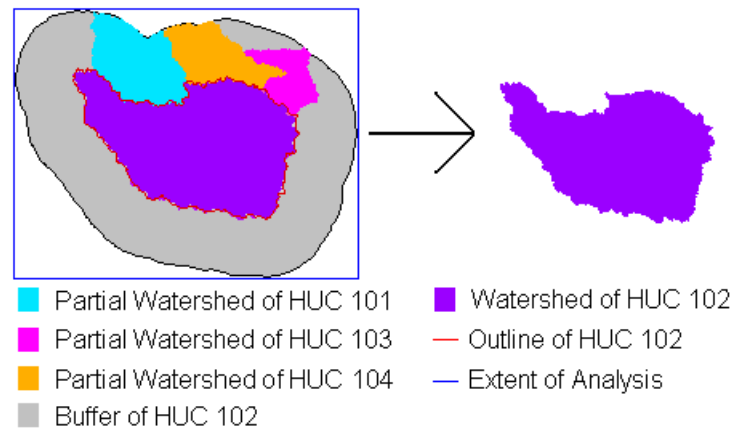 Partial Watershed of HUC 101
Partial Watershed of HUC 103
Partial Watershed of HUC 104
Buffer of HUC 102
Watershed of HUC 102
Outline of HUC 102
Extent of Analysis